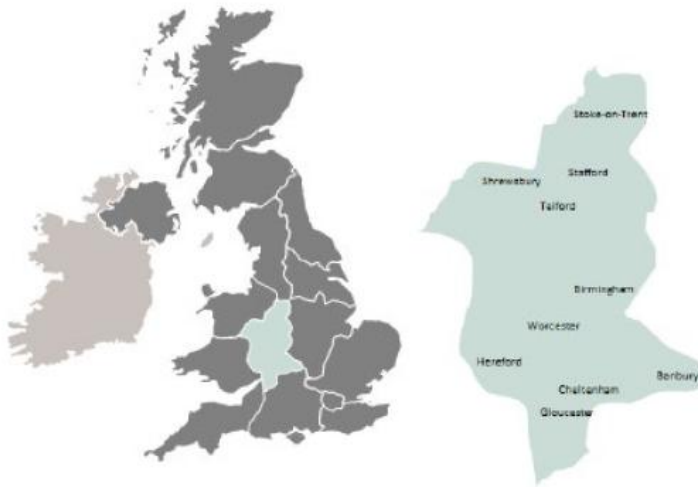 Stoke-on-Trent
Stafford
Shrewsbury
Telford
Birmingham
Worcester
Hereford
Banbury
Cheltenham
Gloucester